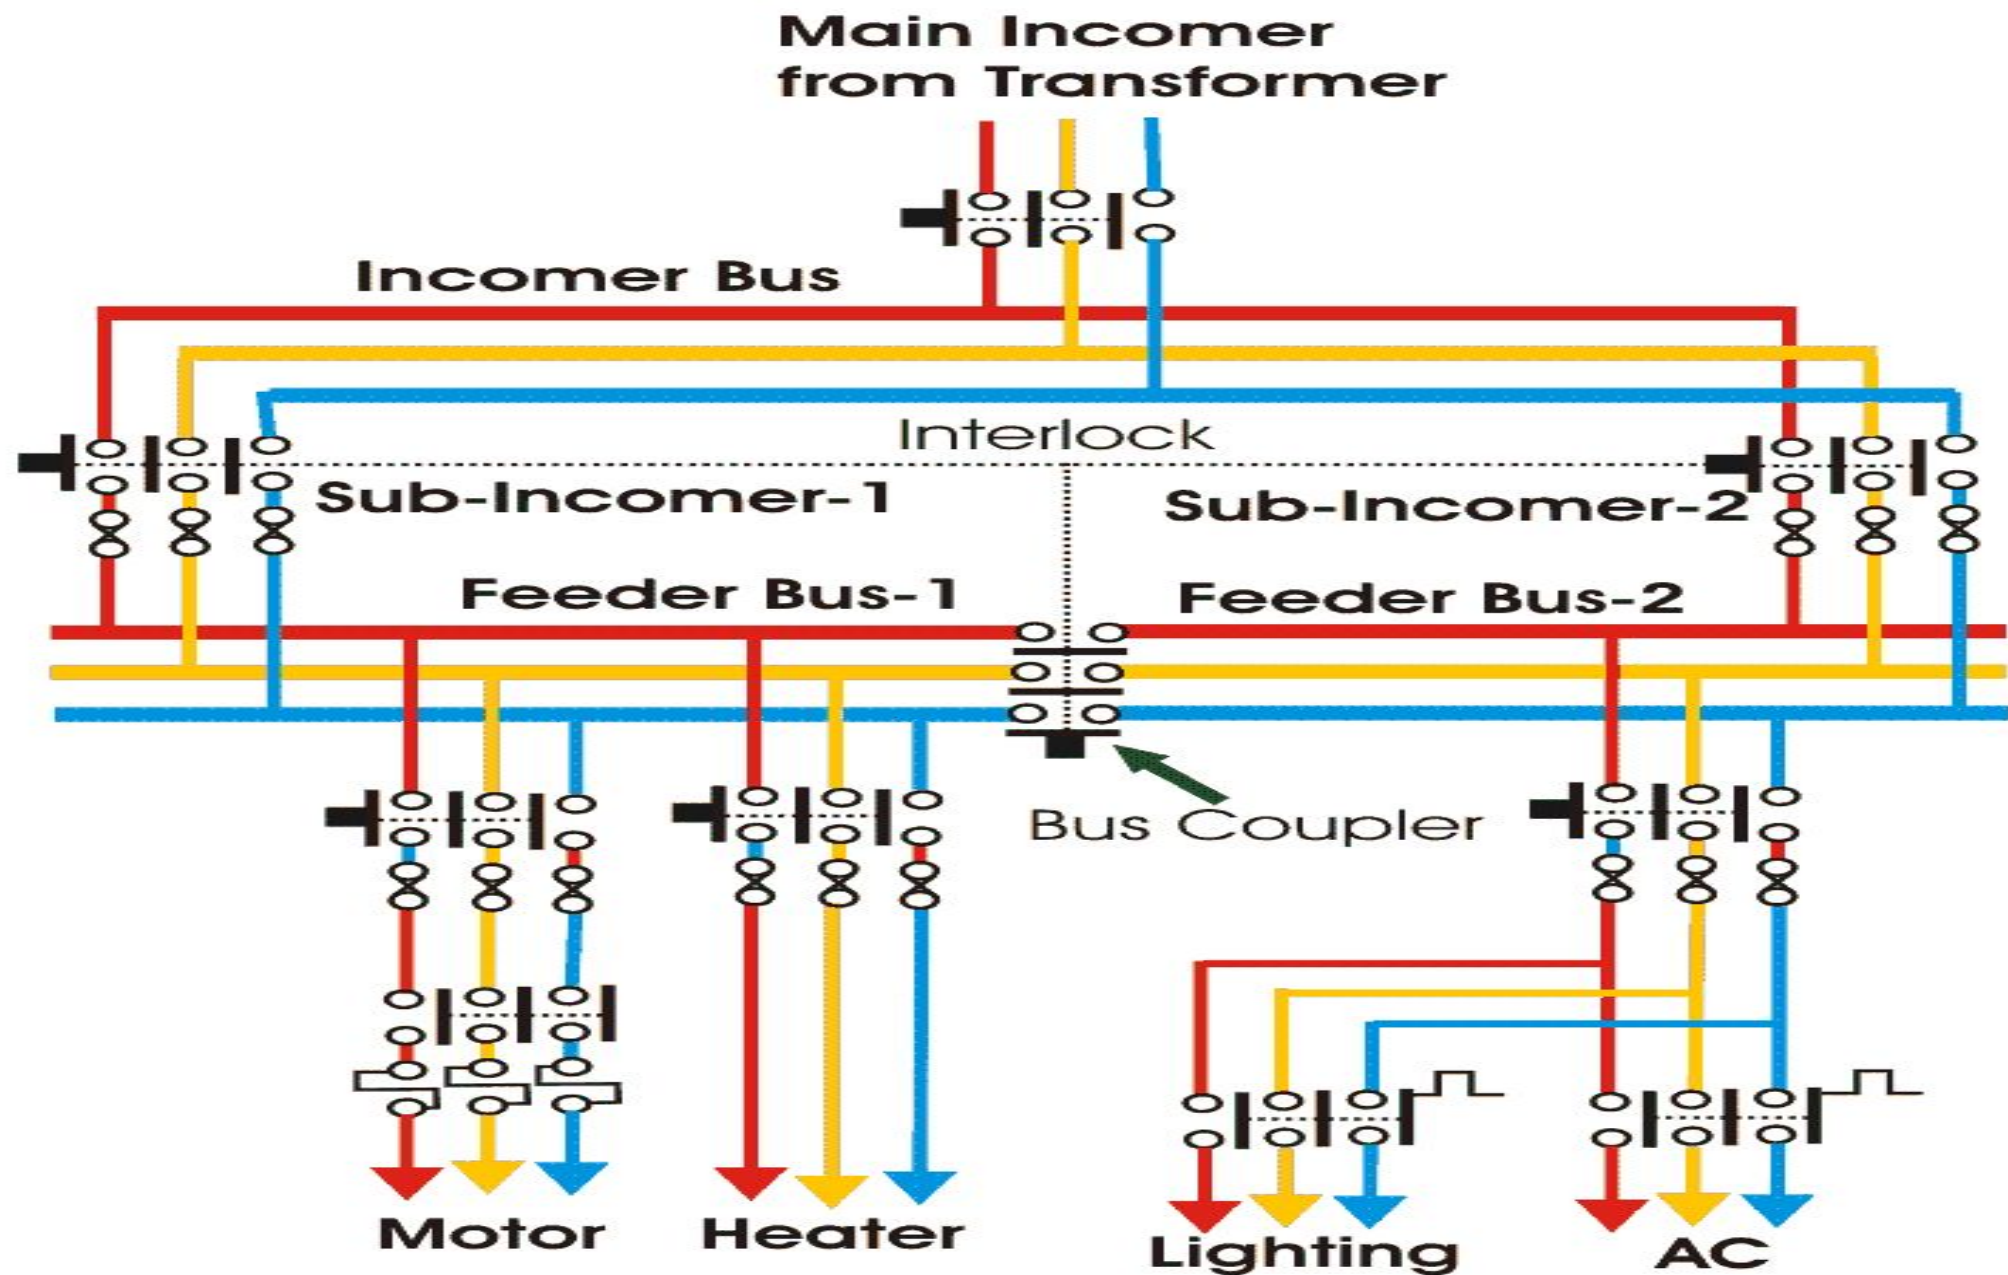 Main Incomer
from Transformer
Incomer Bus
Interlock
Sub-Incomer-1
Sub-Incomer-2
Feeder Bus-1
Feeder Bus-2
Bus Coupler
Motor
Heater
Lighting
AC